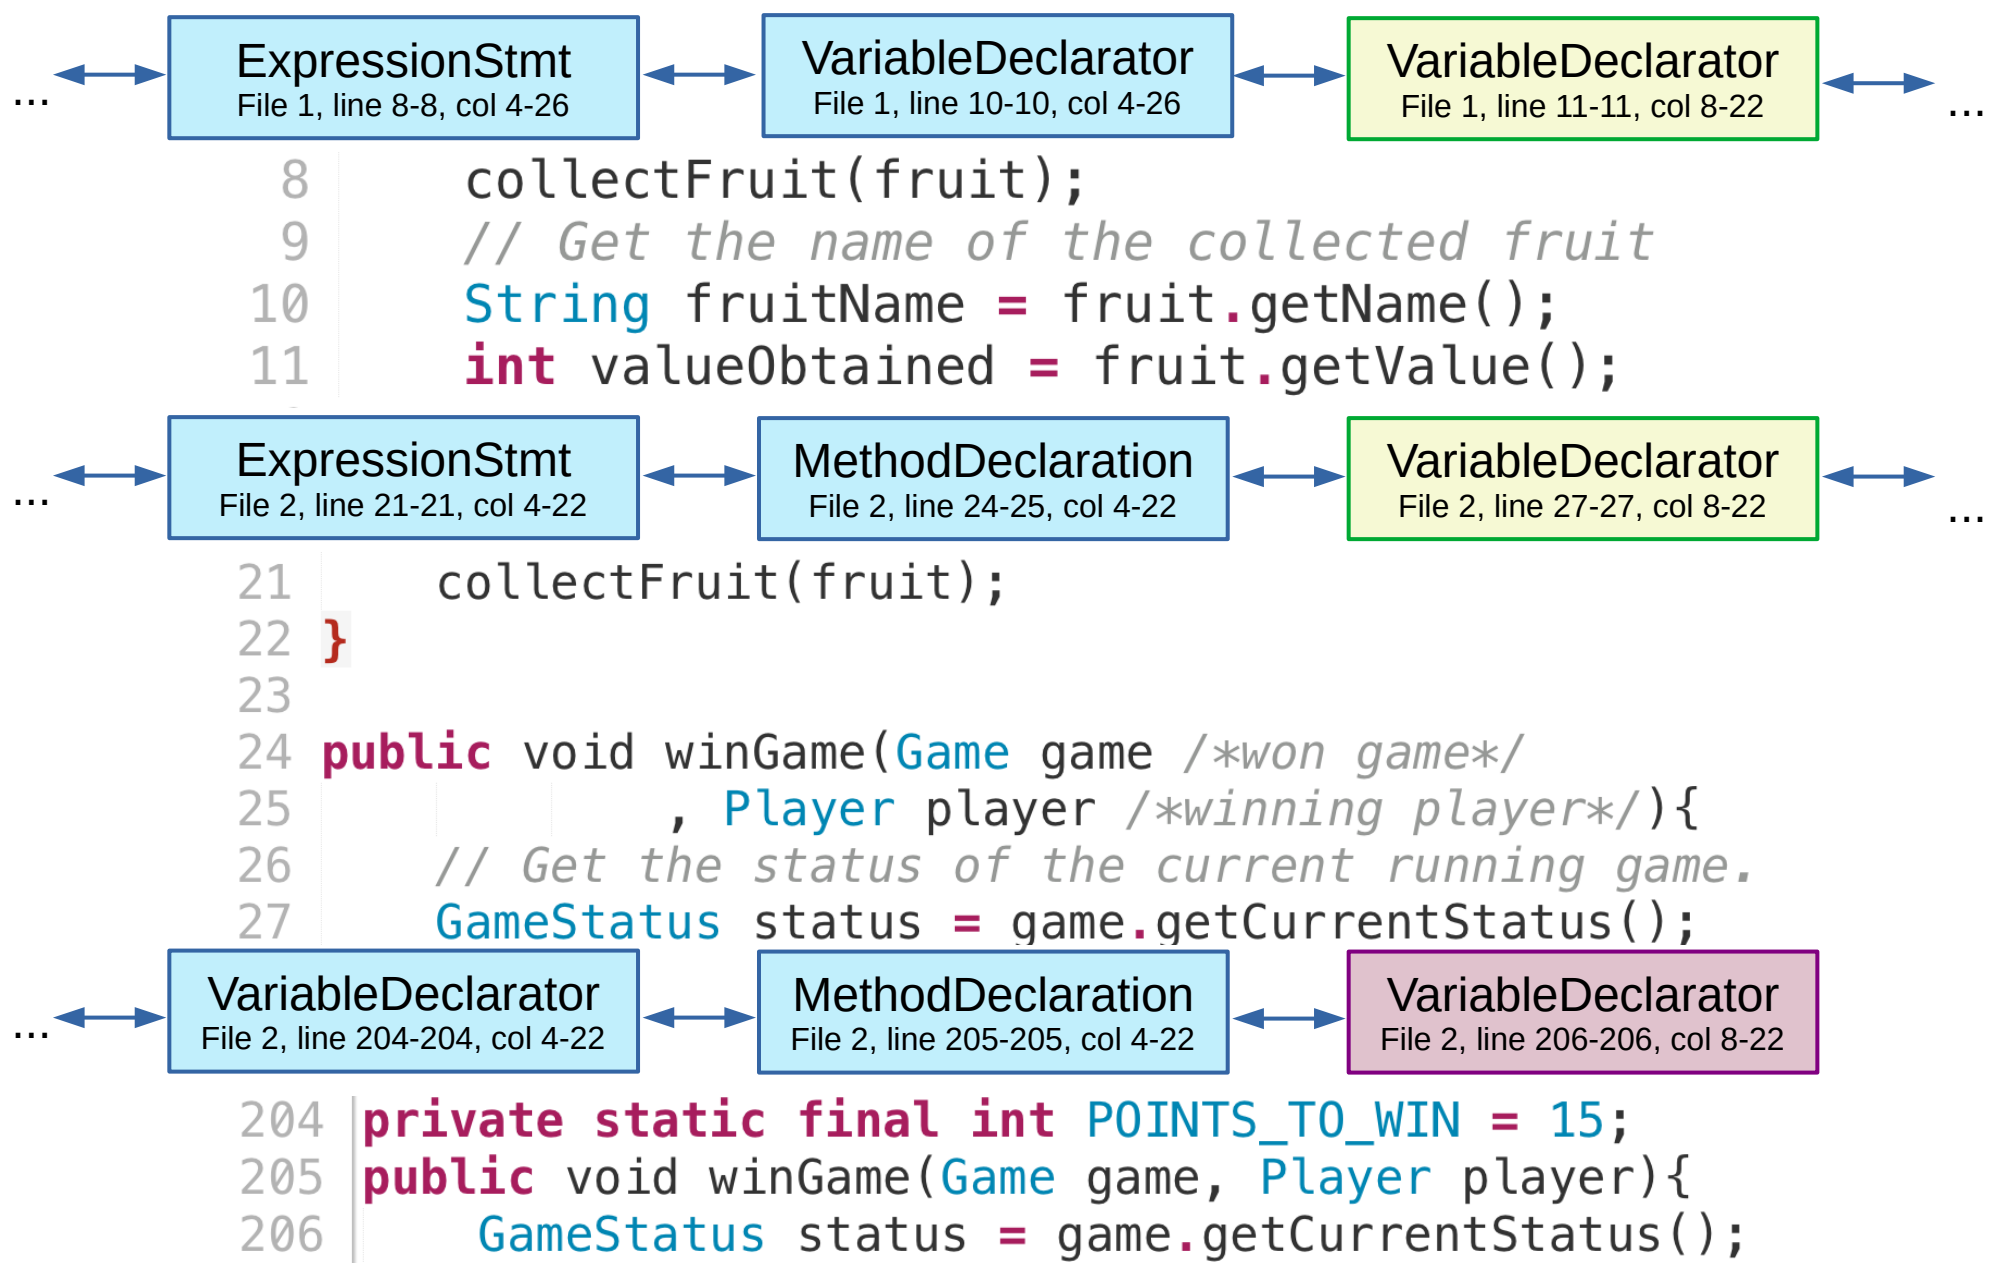 ... ExpressionStmt VariableDeclarator VariableDeclarator ...
File 1, line 8-8, col 4-26 File 1, line 10-10, col 4-26 File 1, line 11-11, col 8-22
8 collectFruit(fruit);
9 // Get the name of the collected fruit
10 String fruitName = fruit.getName();
11 int valueObtained = fruit.getValue();
... ExpressionStmt MethodDeclaration VariableDeclarator ...
File 2, line 21-21, col 4-22 File 2, line 24-25, col 4-22 File 2, line 27-27, col 8-22
21 collectFruit(fruit);
22 }
23
24 public void winGame(Game game /*won game*/
25 , Player player /*winning player*/){
26 // Get the status of the current running game.
27 GameStatus status = game.getCurrentStatus();
... VariableDeclarator MethodDeclaration VariableDeclarator
File 2, line 204-204, col 4-22 File 2, line 205-205, col 4-22 File 2, line 206-206, col 8-22
204 private static final int POINTS_TO_WIN = 15;
205 public void winGame(Game game, Player player){
206 GameStatus status = game.getCurrentStatus();